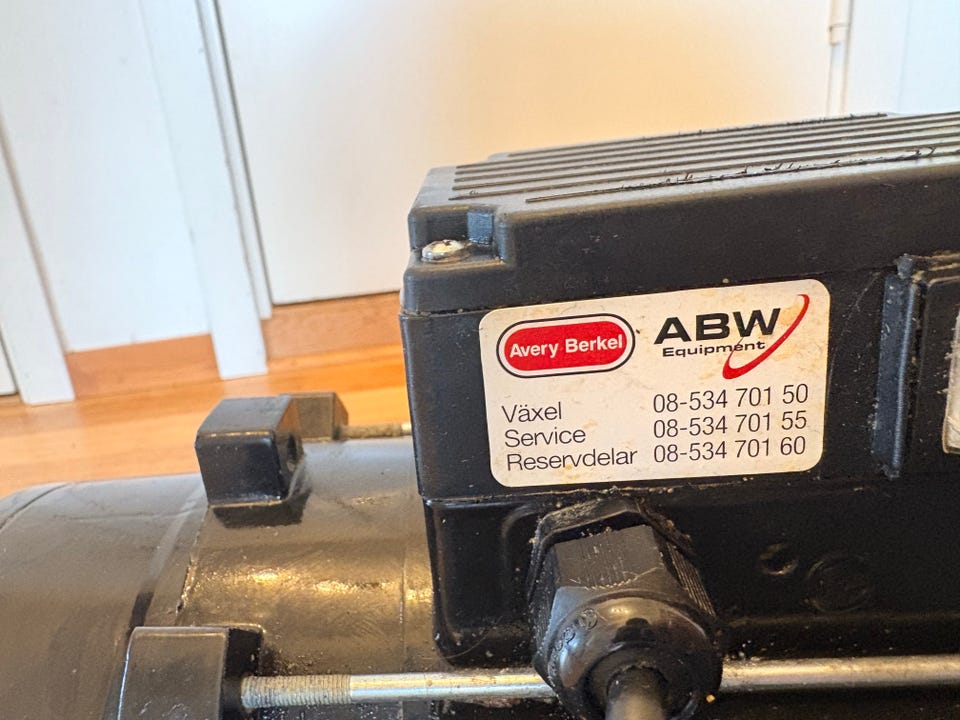 Avery Berkel
ABW
Equipment
Växel 08-534 701 50
Service 08-534 701 55
Reservdelar 08-534 701 60